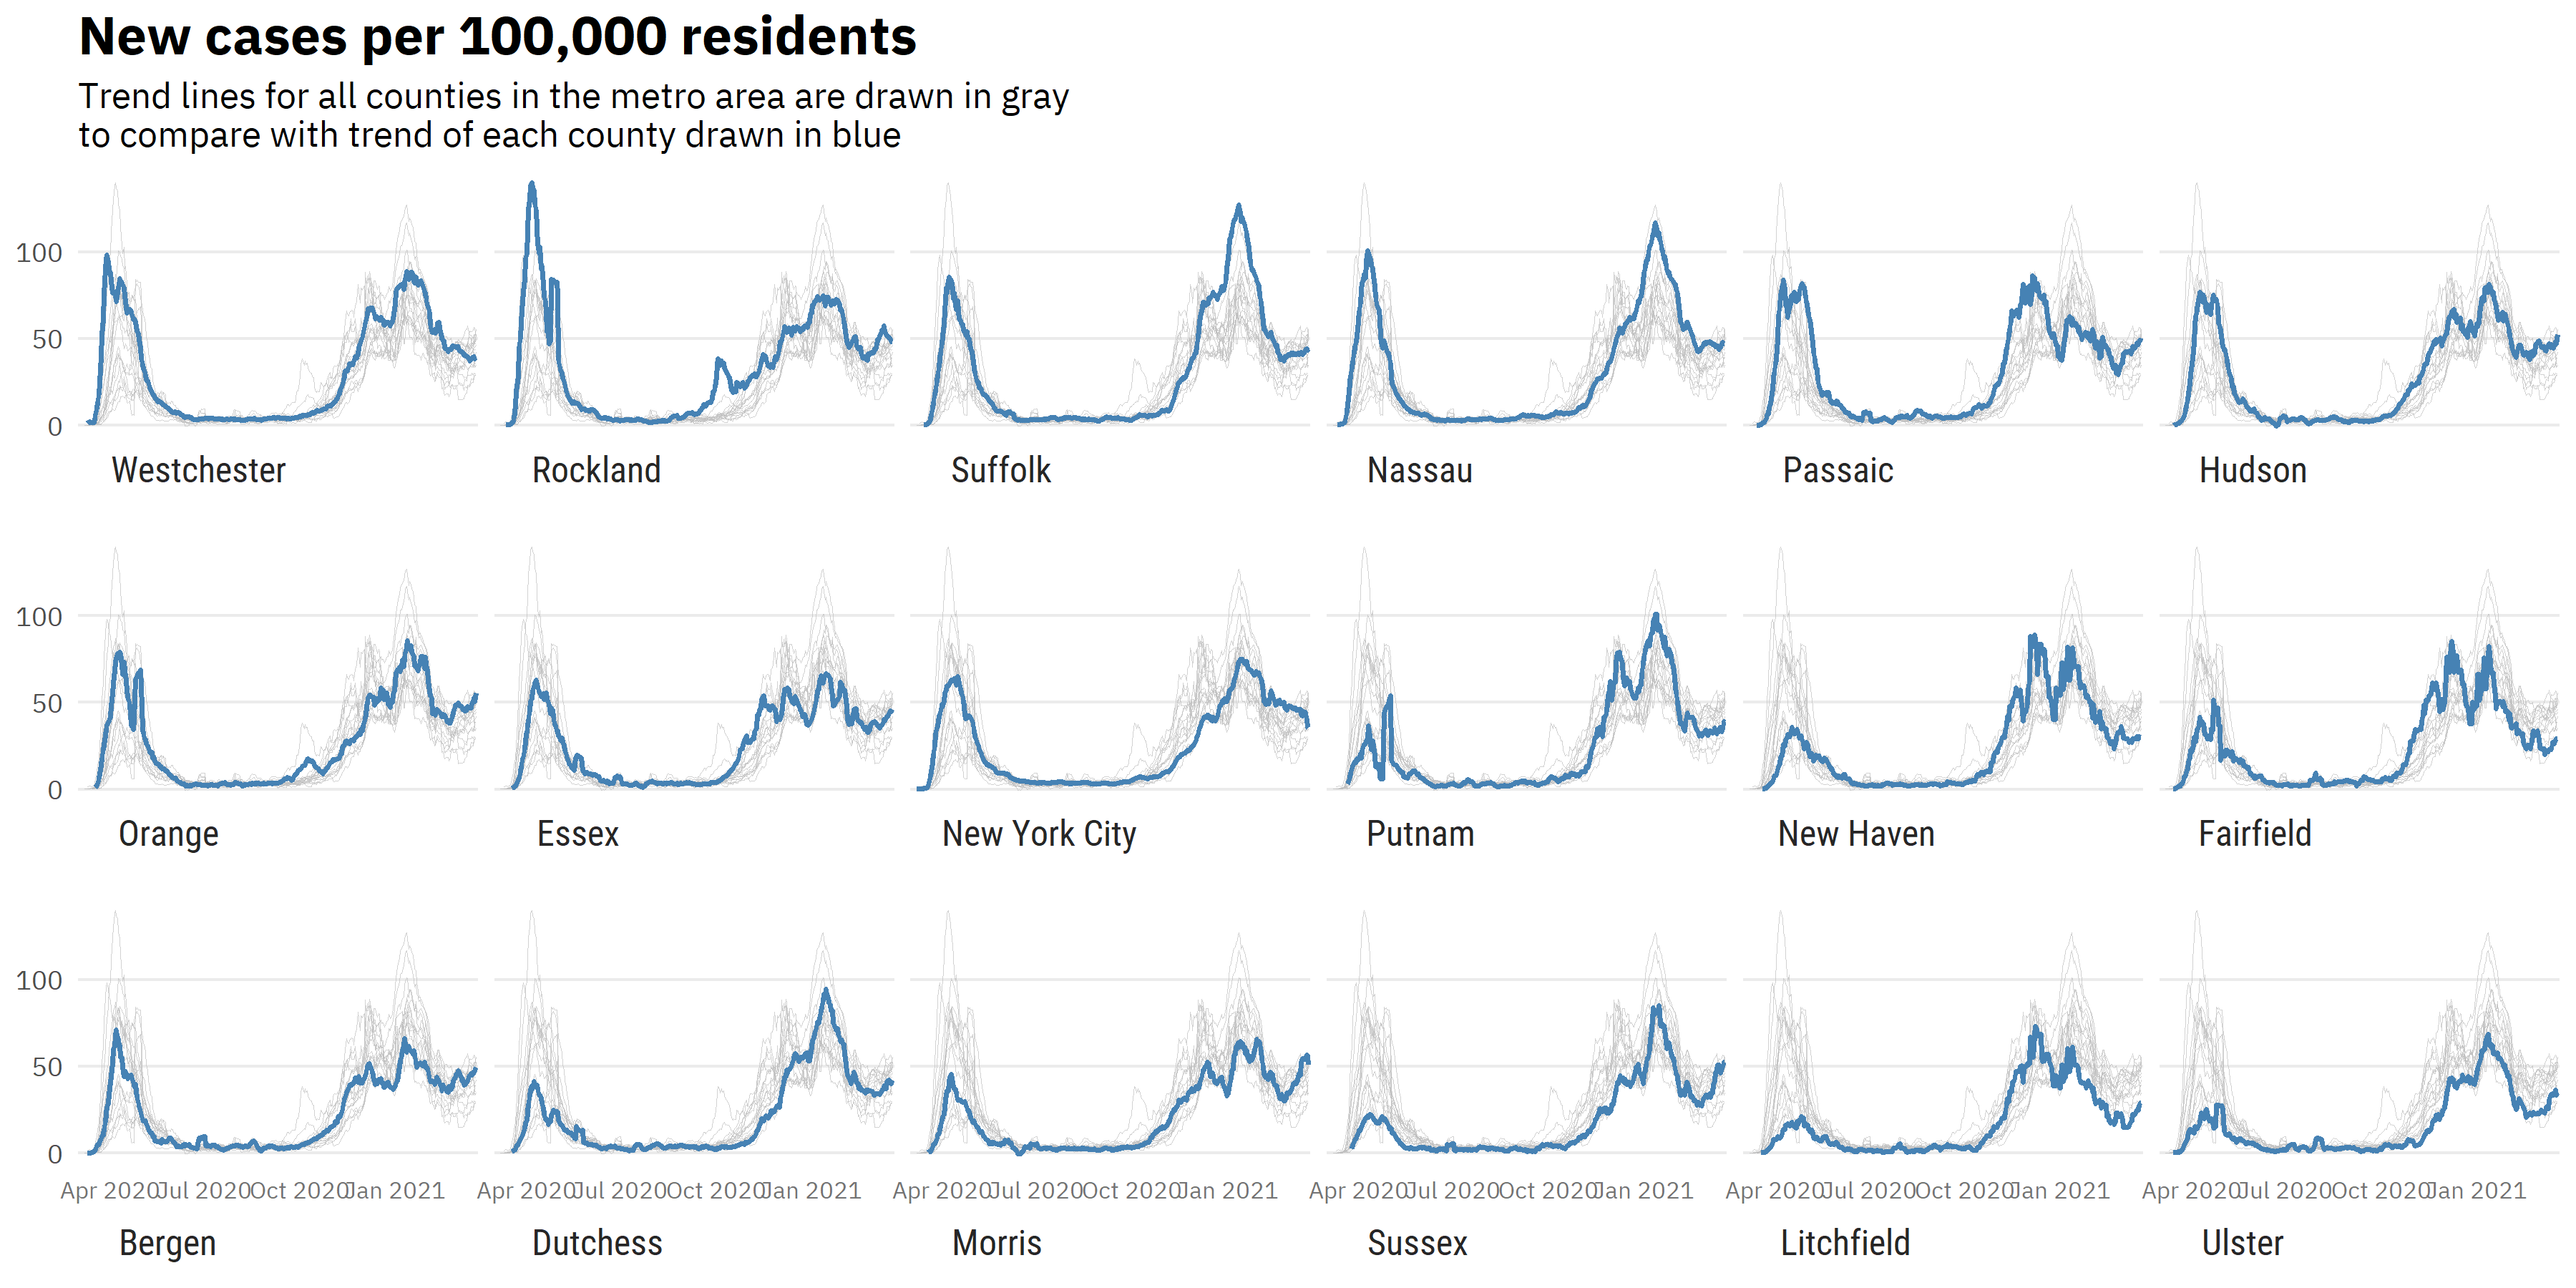 New cases per 100,000 residents
Trend lines for all counties in the metro area are drawn in gray
to compare with trend of each county drawn in blue
100
50
0
Westchester Rockland Suffolk Nassau Passaic Hudson
100
50
0
Orange Essex New York City Putnam New Haven Fairfield
100
50
0
Apr 2020 Jul 2020 Oct 2020 Jan 2021 Apr 2020 Jul 2020 Oct 2020 Jan 2021 Apr 2020 Jul 2020 Oct 2020 Jan 2021 Apr 2020 Jul 2020 Oct 2020 Jan 2021 Apr 2020 Jul 2020 Oct 2020 Jan 2021 Apr 2020 Jul 2020 Oct 2020 Jan 2021
Bergen Dutchess Morris Sussex Litchfield Ulster